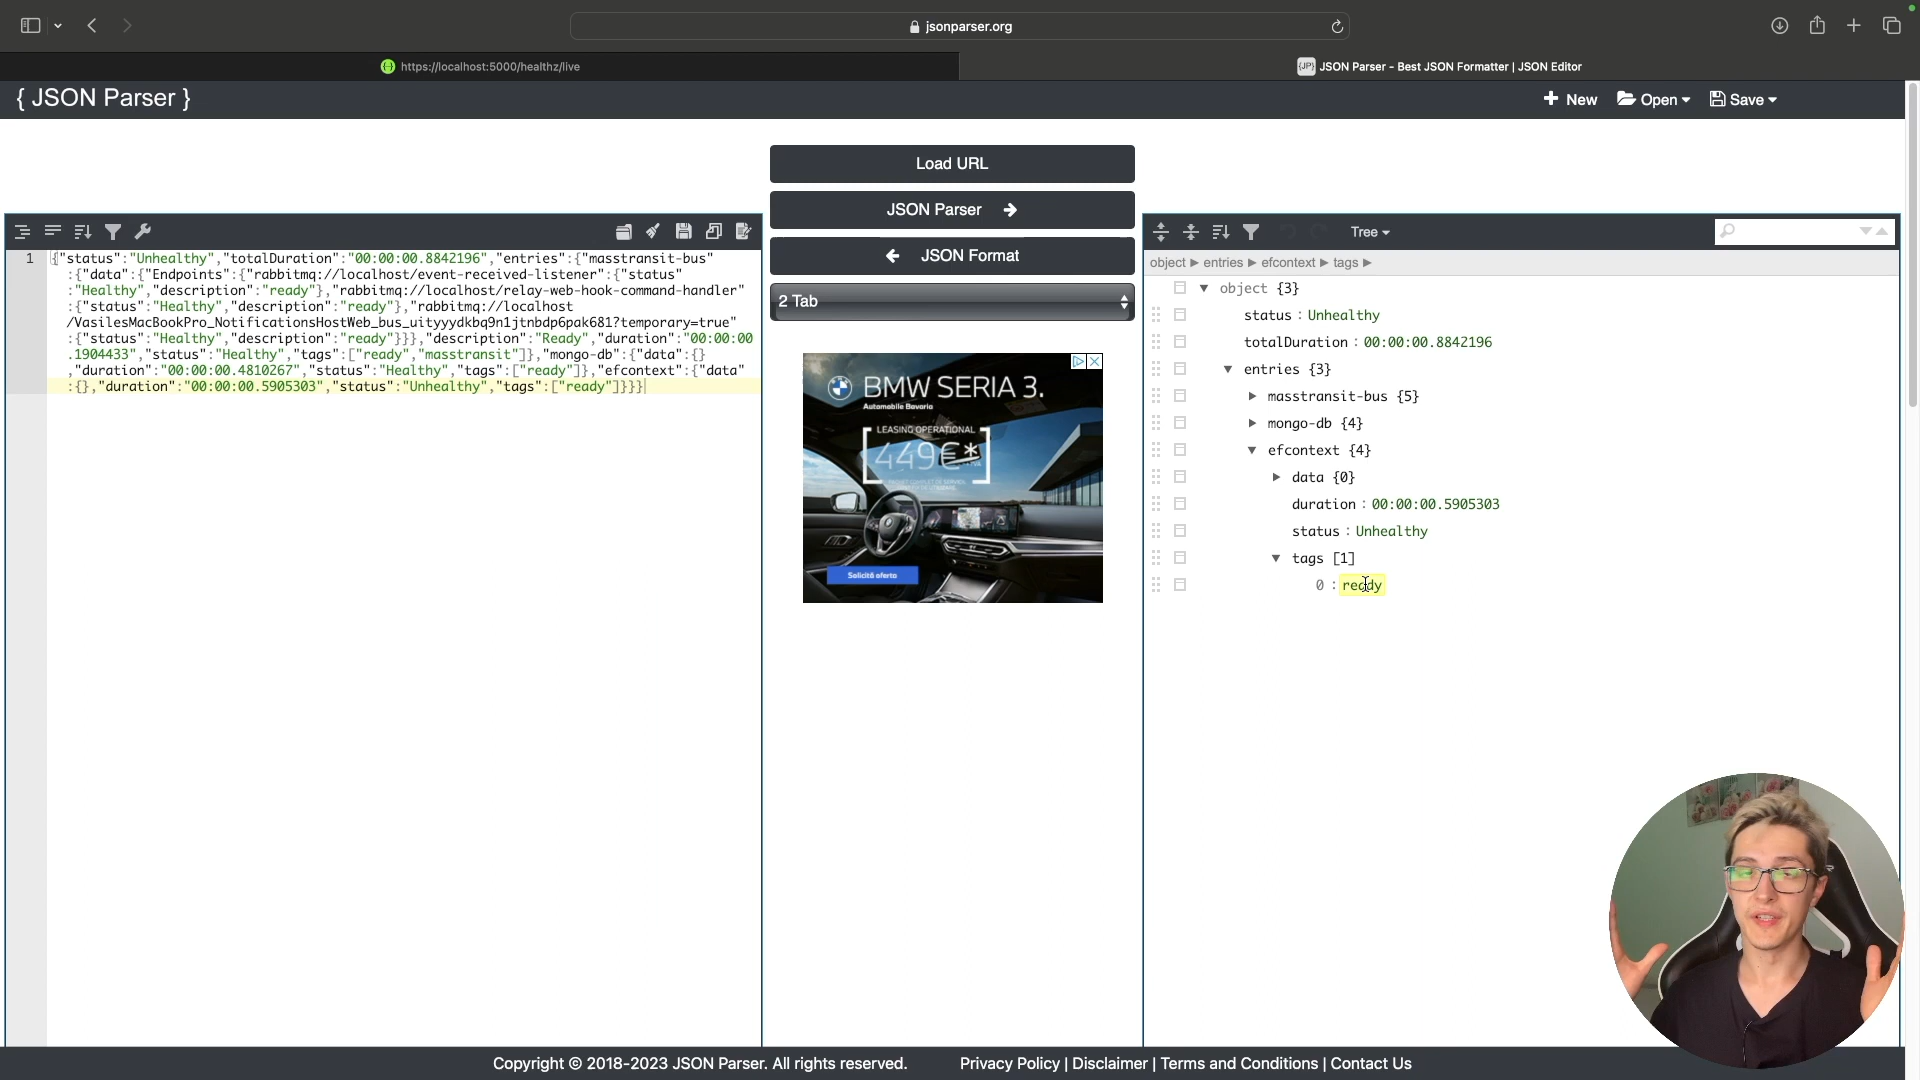 jsonparser.org
https://localhost:5000/healthz/live
{JP} JSON Parser - Best JSON Formatter | JSON Editor
{ JSON Parser }
New Open Save
Load URL
JSON Parser
JSON Format
2 Tab
1 {"status":"Unhealthy","totalDuration":"00:00:00.8842196","entries":{"masstransit-bus"
:{"data":{"Endpoints":{"rabbitmq://localhost/event-received-listener":{"status"
:"Healthy","description":"ready"},"rabbitmq://localhost/relay-web-hook-command-handler"
:{"status":"Healthy","description":"ready"},"rabbitmq://localhost
/VasilesMacBookPro_NotificationsHostWeb_bus_uityyydkbq9n1jtnbdp6pak681?temporary=true"
:{"status":"Healthy","description":"ready"}}},"description":"Ready","duration":"00:00:00
.1904433","status":"Healthy","tags":["ready","masstransit"]},"mongo-db":{"data":{}
,"duration":"00:00:00.4810267","status":"Healthy","tags":["ready"]},"efcontext":{"data"
:{},"duration":"00:00:00.5905303","status":"Unhealthy","tags":["ready"]}}}
BMW SERIA 3.
Automobile Bavaria
LEASING OPERAȚIONAL
449€*
Solicită oferta
Tree
object ► entries ► efcontext ► tags ►
object {3}
status : Unhealthy
totalDuration : 00:00:00.8842196
entries {3}
masstransit-bus {5}
mongo-db {4}
efcontext {4}
data {0}
duration : 00:00:00.5905303
status : Unhealthy
tags [1]
0 : ready
Copyright © 2018-2023 JSON Parser. All rights reserved. Privacy Policy | Disclaimer | Terms and Conditions | Contact Us